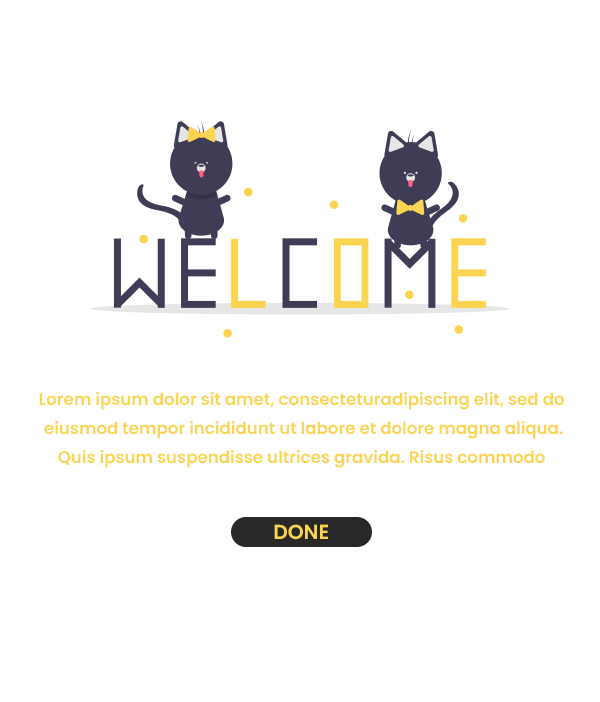 WELCOME
Lorem ipsum dolor sit amet, consecteturadipiscing elit, sed do
eiusmod tempor incididunt ut labore et dolore magna aliqua.
Quis ipsum suspendisse ultrices gravida. Risus commodo
DONE